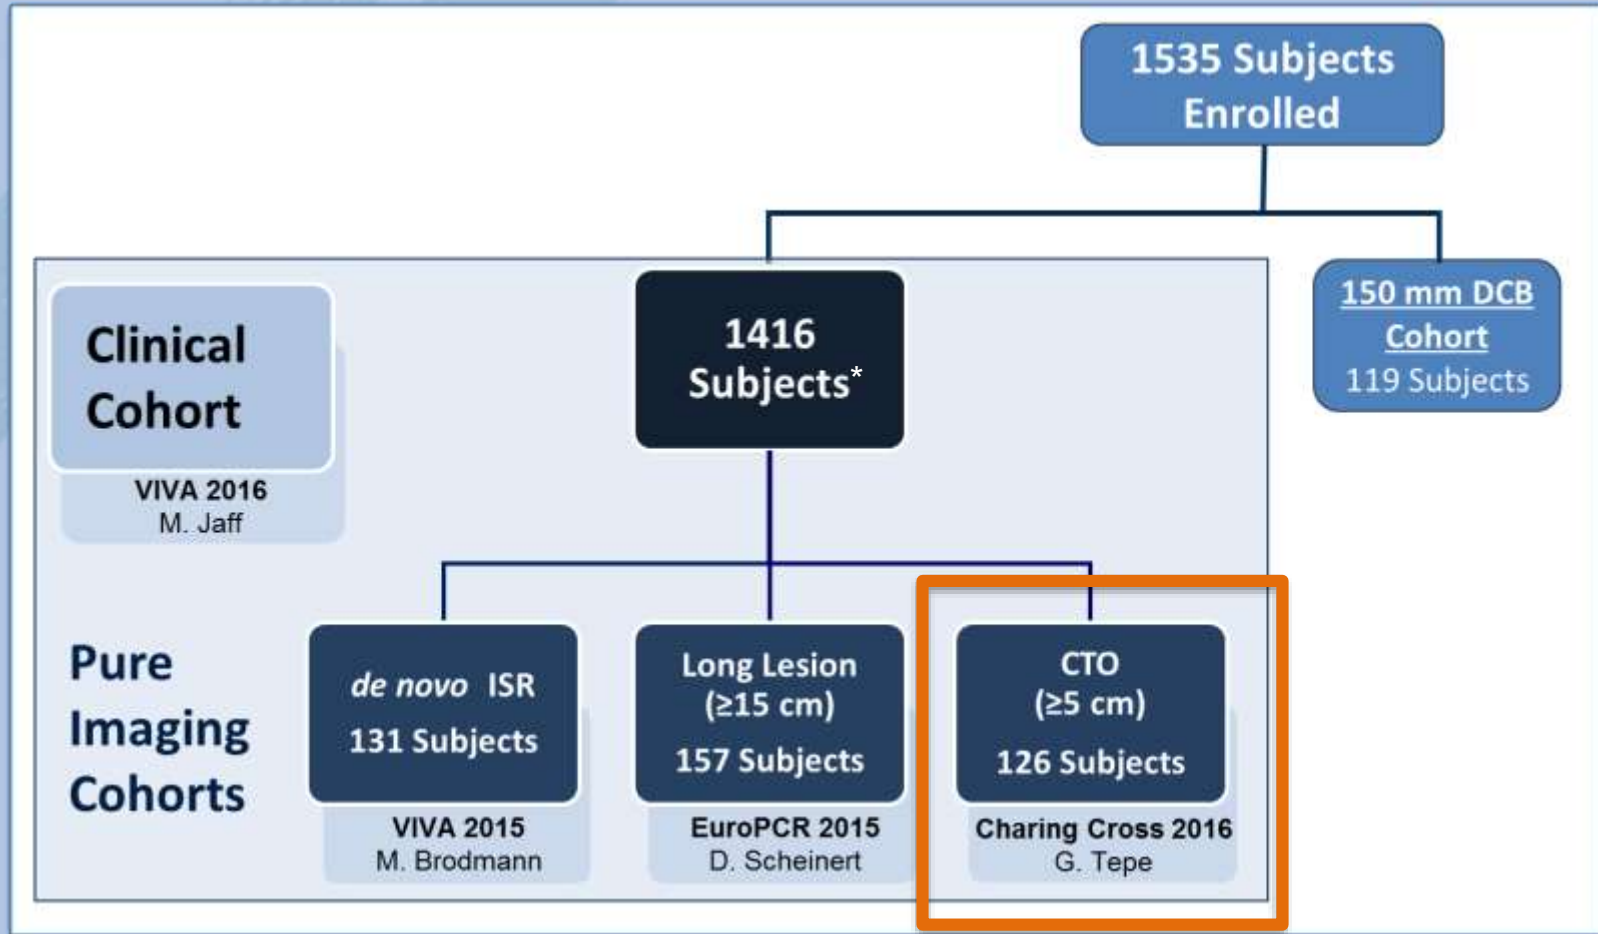 1535 Subjects
Enrolled
150 mm DCB
Cohort
119 Subjects
Clinical
Cohort
VIVA 2016
M. Jaff
1416
Subjects*
Pure
Imaging
Cohorts
de novo ISR
131 Subjects
VIVA 2015
M. Brodmann
Long Lesion
(≥15 cm)
157 Subjects
EuroPCR 2015
D. Scheinert
CTO
(≥5 cm)
126 Subjects
Charing Cross 2016
G. Tepe